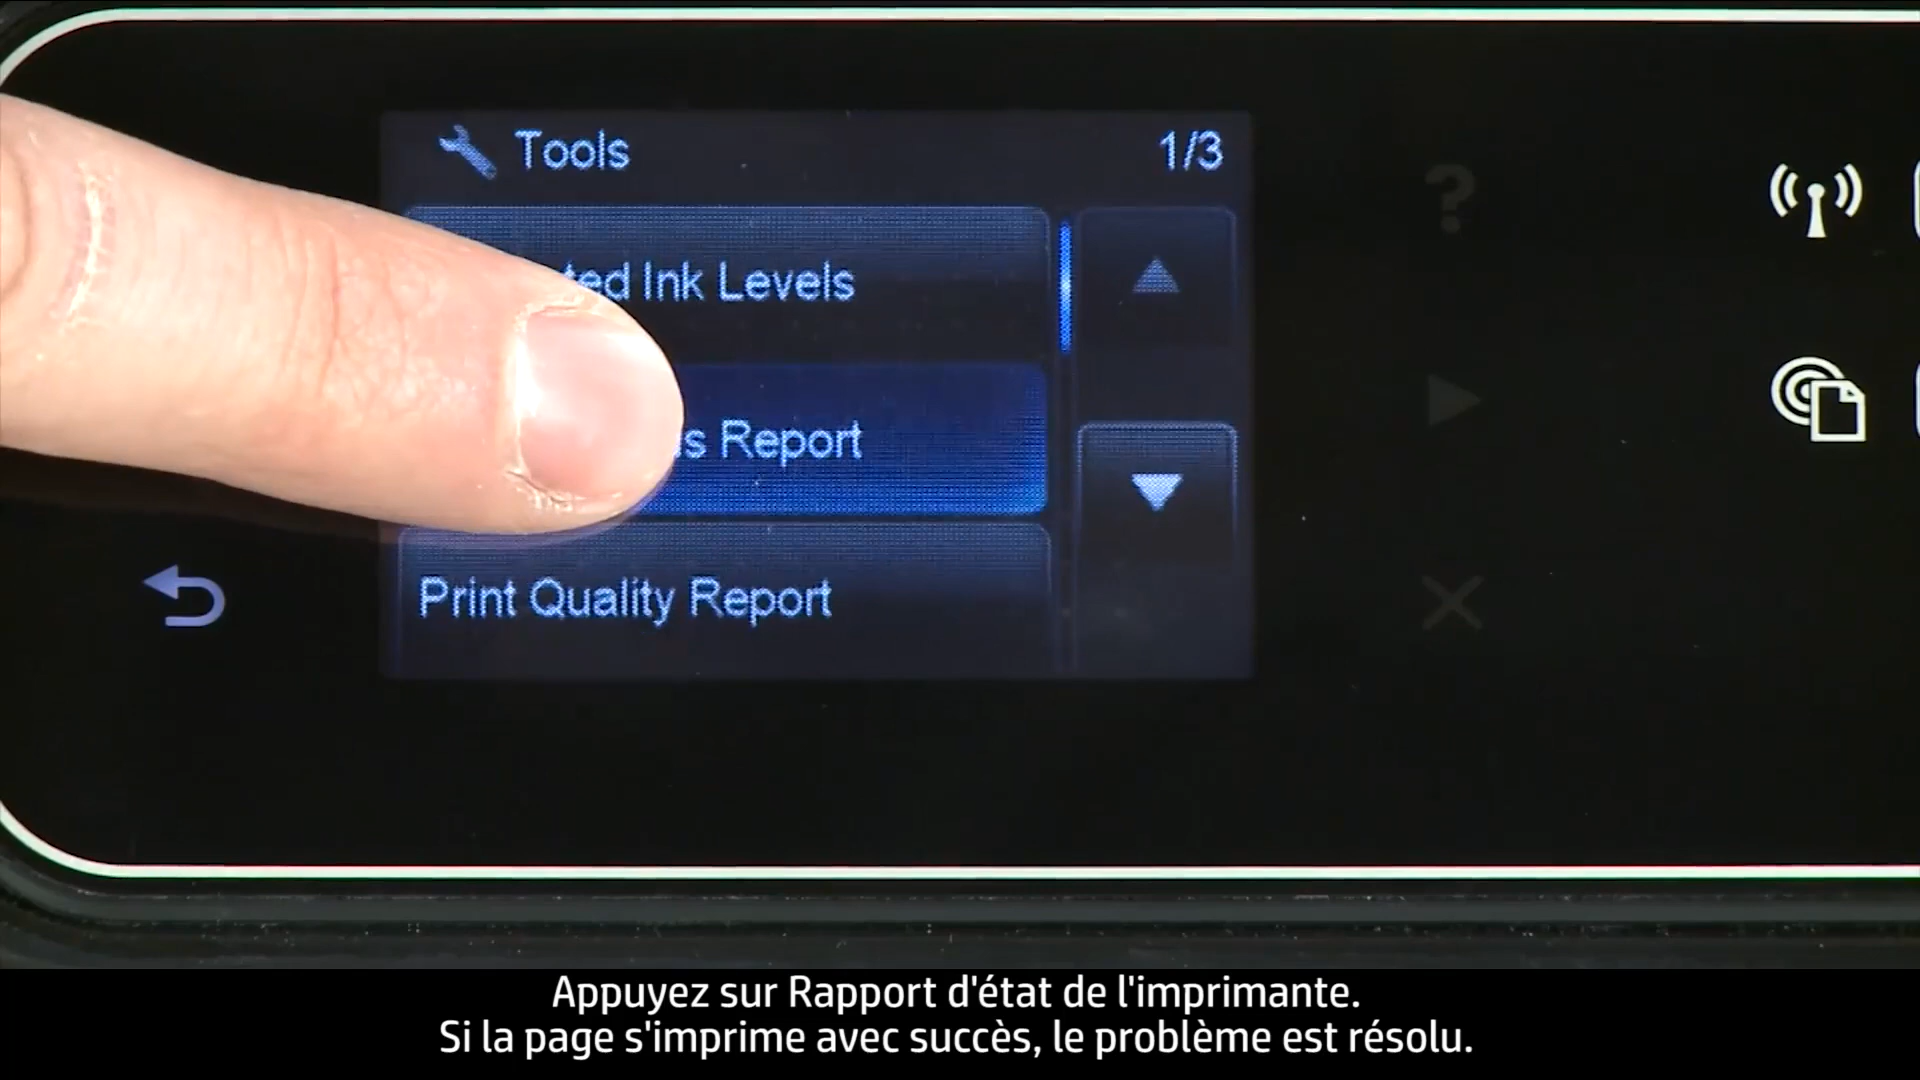 Tools 1/3
Ink Levels
Report
Print Quality Report
Appuyez sur Rapport d'état de l'imprimante.
Si la page s'imprime avec succès, le problème est résolu.